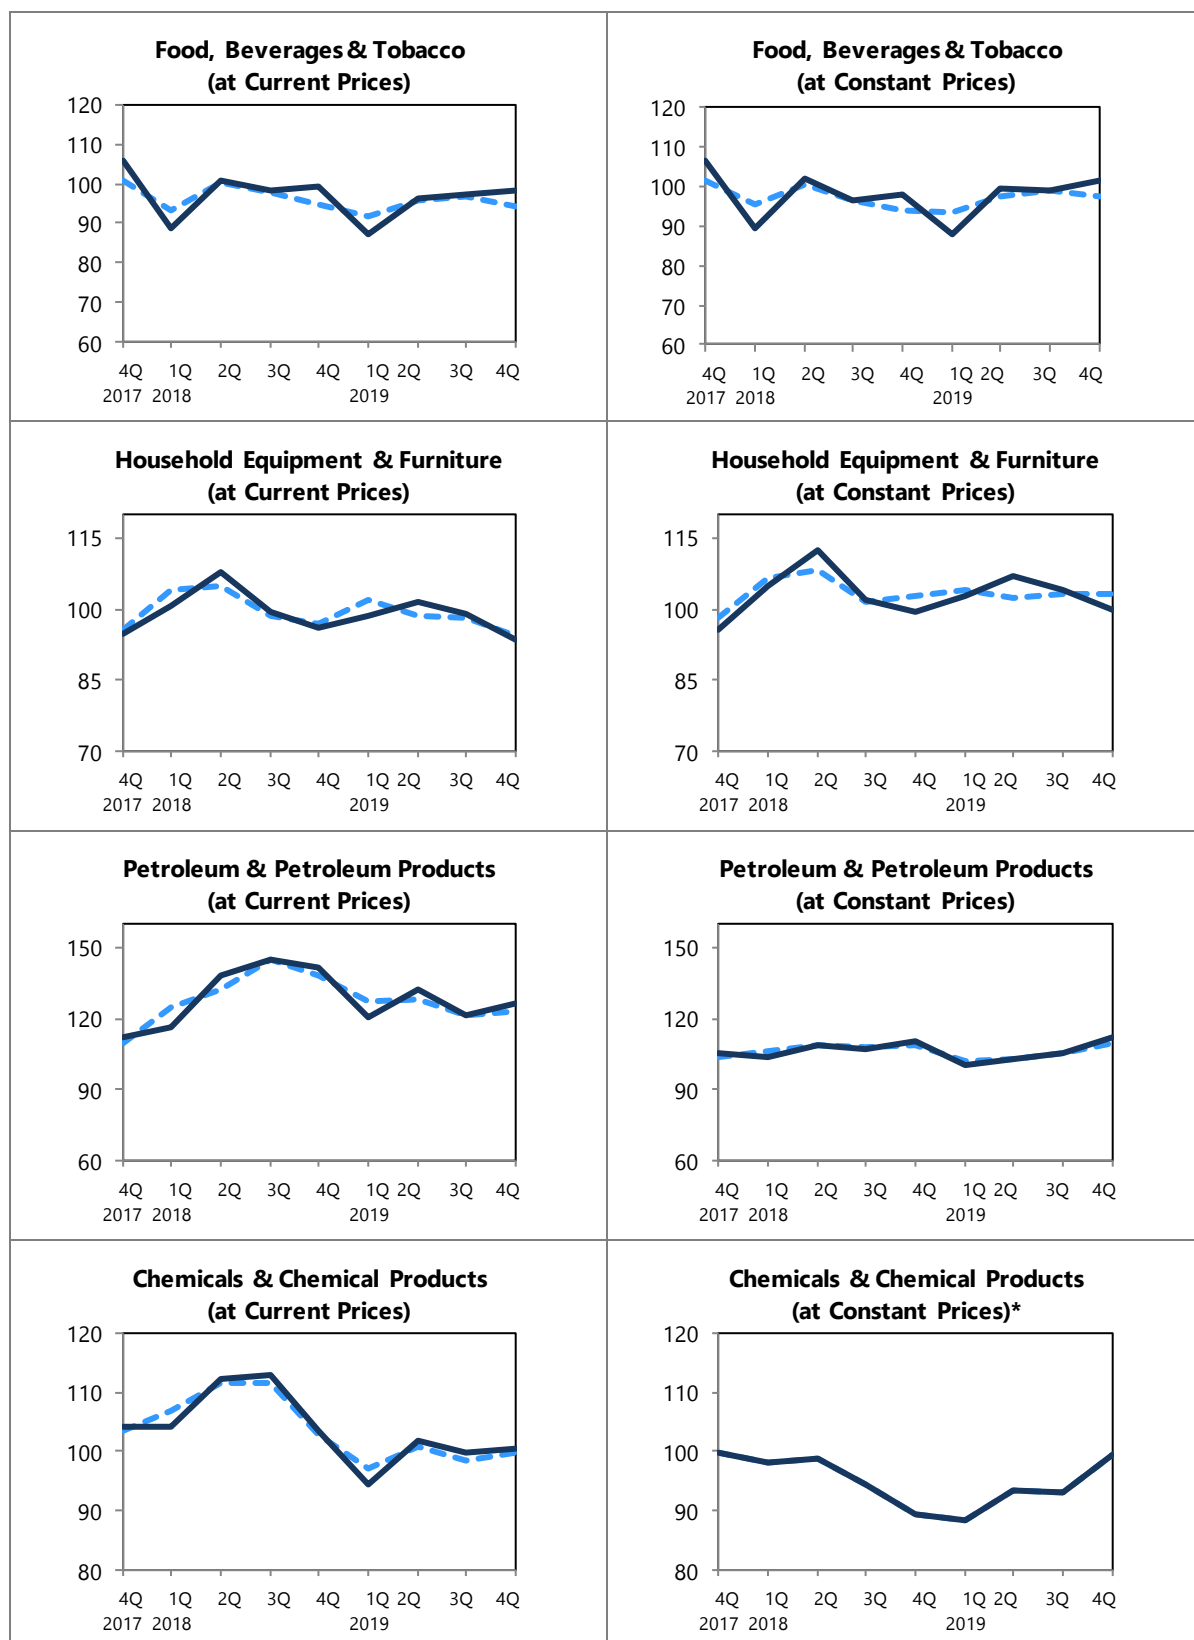 Food, Beverages & Tobacco
(at Current Prices)
120
110
100
90
80
70
60
4Q 1Q 2Q 3Q 4Q 1Q 2Q 3Q 4Q
2017 2018 2019
Food, Beverages & Tobacco
(at Constant Prices)
120
110
100
90
80
70
60
4Q 1Q 2Q 3Q 4Q 1Q 2Q 3Q 4Q
2017 2018 2019
Household Equipment & Furniture
(at Current Prices)
115
100
85
70
4Q 1Q 2Q 3Q 4Q 1Q 2Q 3Q 4Q
2017 2018 2019
Household Equipment & Furniture
(at Constant Prices)
115
100
85
70
4Q 1Q 2Q 3Q 4Q 1Q 2Q 3Q 4Q
2017 2018 2019
Petroleum & Petroleum Products
(at Current Prices)
150
120
90
60
4Q 1Q 2Q 3Q 4Q 1Q 2Q 3Q 4Q
2017 2018 2019
Petroleum & Petroleum Products
(at Constant Prices)
150
120
90
60
4Q 1Q 2Q 3Q 4Q 1Q 2Q 3Q 4Q
2017 2018 2019
Chemicals & Chemical Products
(at Current Prices)
120
110
100
90
80
4Q 1Q 2Q 3Q 4Q 1Q 2Q 3Q 4Q
2017 2018 2019
Chemicals & Chemical Products
(at Constant Prices)*
120
110
100
90
80
4Q 1Q 2Q 3Q 4Q 1Q 2Q 3Q 4Q
2017 2018 2019